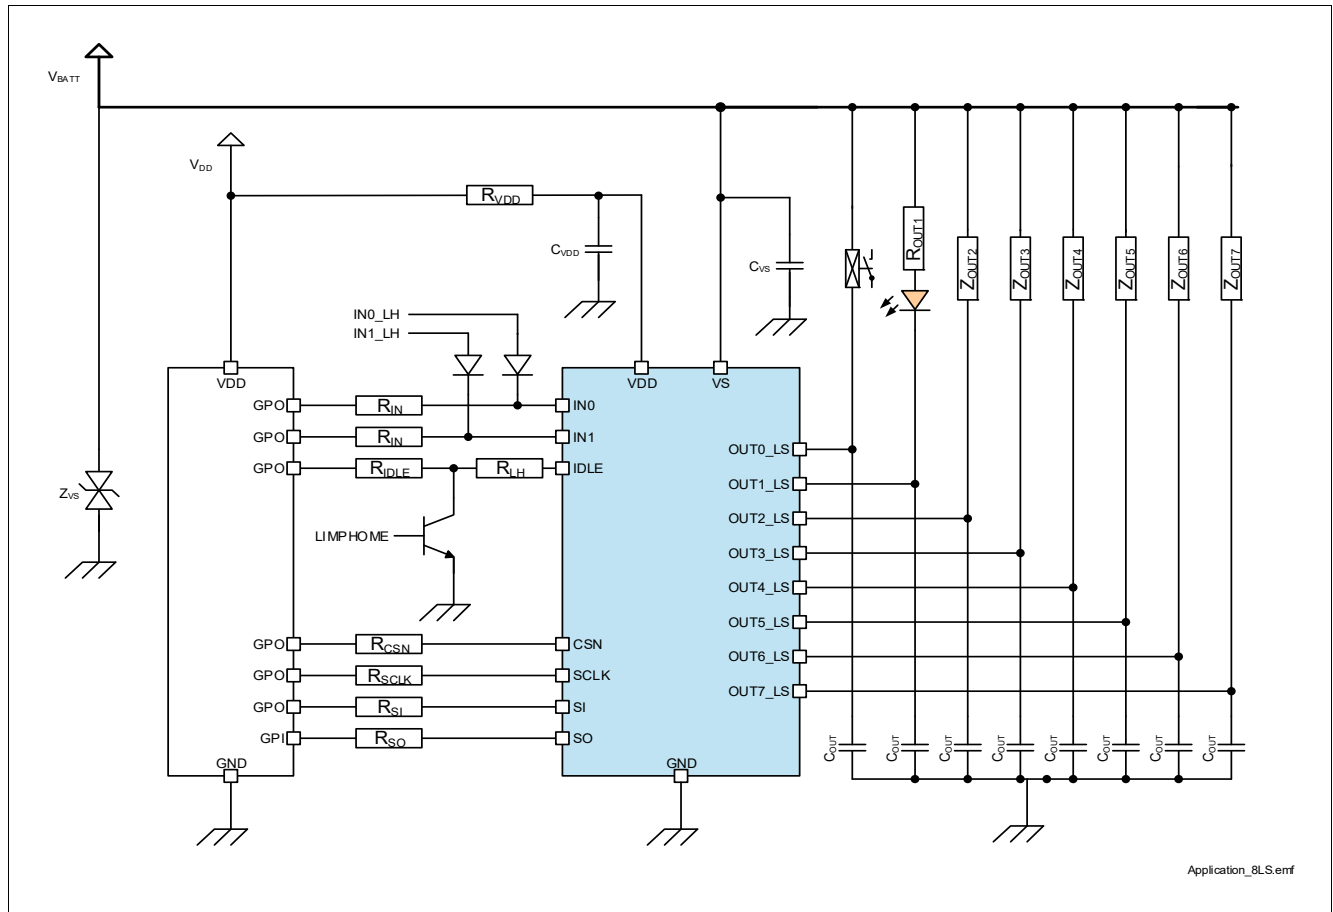 VBATT
VDD
RVDD
CVDD
CVS
ROUT1
ZOUT2
ZOUT3
ZOUT4
ZOUT5
ZOUT6
ZOUT7
IN0_LH
IN1_LH
VDD
VDD
VS
GPO
RIN
IN0
GPO
RIN
IN1
GPO
RIDLE
RLH
IDLE
OUT0_LS
OUT1_LS
OUT2_LS
OUT3_LS
OUT4_LS
OUT5_LS
OUT6_LS
OUT7_LS
ZVS
LIMPHOME
GPO
RCSN
CSN
GPO
RSCLK
SCLK
GPO
RSI
SI
GPI
RSO
SO
GND
GND
COUT
COUT
COUT
COUT
COUT
COUT
COUT
COUT
Application_8LS.emf